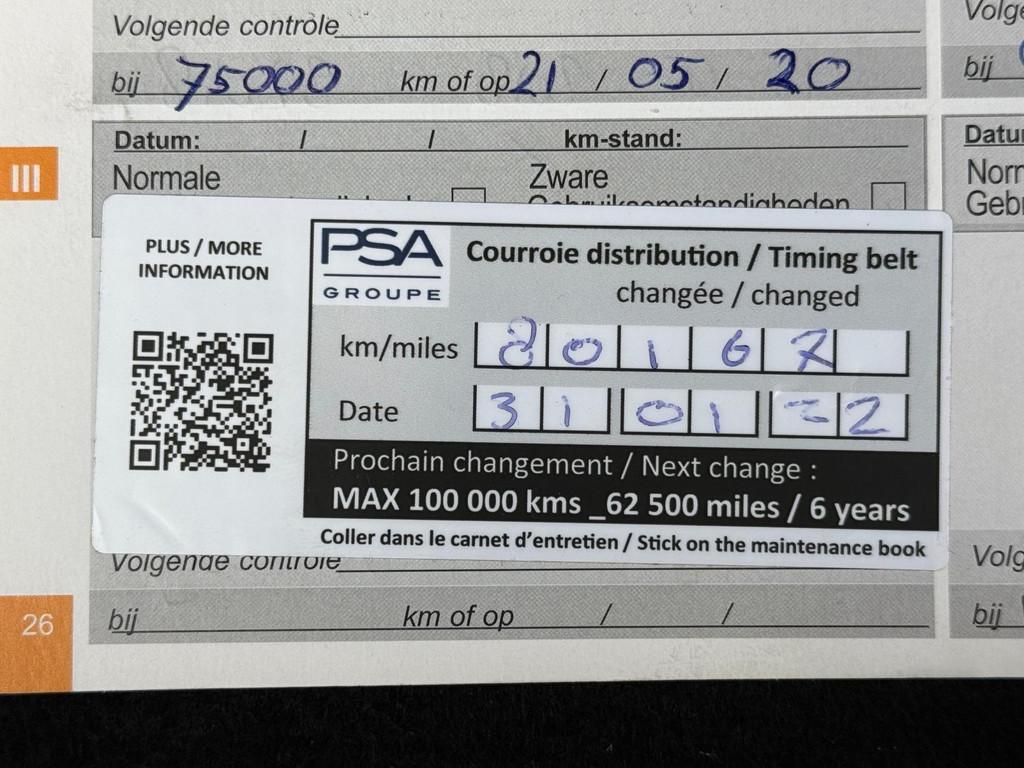 Volgende controle
bij 75000 km of op 21 / 05 / 20
Volge
bij
III
Datum: / / km-stand:
Normale
Zware
Gebruiksomstandigheden
Datu
Norn
Gebr
PLUS / MORE
INFORMATION
PSA
GROUPE
Courroie distribution / Timing belt
changée / changed
km/miles 80167
Date 31 01 22
Prochain changement / Next change :
MAX 100 000 kms _62 500 miles / 6 years
Coller dans le carnet d'entretien / Stick on the maintenance book
Volgende controle
bij km of op / /
Volg
bij
26